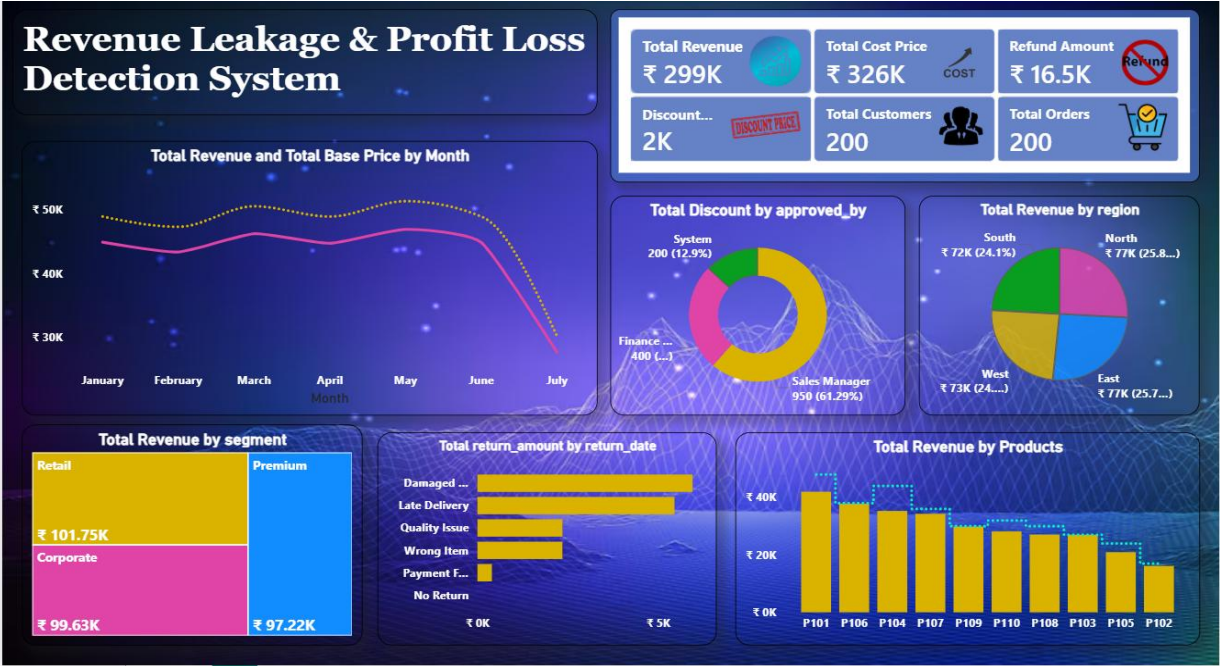 Revenue Leakage & Profit Loss
Detection System
Total Revenue
₹ 299K
Total Cost Price
₹ 326K
COST
Refund Amount
₹ 16.5K
Refund
Discount...
2K
DISCOUNT PRICE
Total Customers
200
Total Orders
200
Total Revenue and Total Base Price by Month
₹ 50K
₹ 40K
₹ 30K
January February March April May June July
Month
Total Discount by approved_by
System
200 (12.9%)
Finance ...
400 (...)
Sales Manager
950 (61.29%)
Total Revenue by region
South
₹ 72K (24.1%)
North
₹ 77K (25.8...)
West
₹ 73K (24....)
East
₹ 77K (25.7...)
Total Revenue by segment
Retail
₹ 101.75K
Corporate
₹ 99.63K
Premium
₹ 97.22K
Total return_amount by return_date
Damaged ...
Late Delivery
Quality Issue
Wrong Item
Payment F...
No Return
₹ 0K ₹ 5K
Total Revenue by Products
₹ 40K
₹ 20K
₹ 0K
P101 P106 P104 P107 P109 P110 P108 P103 P105 P102